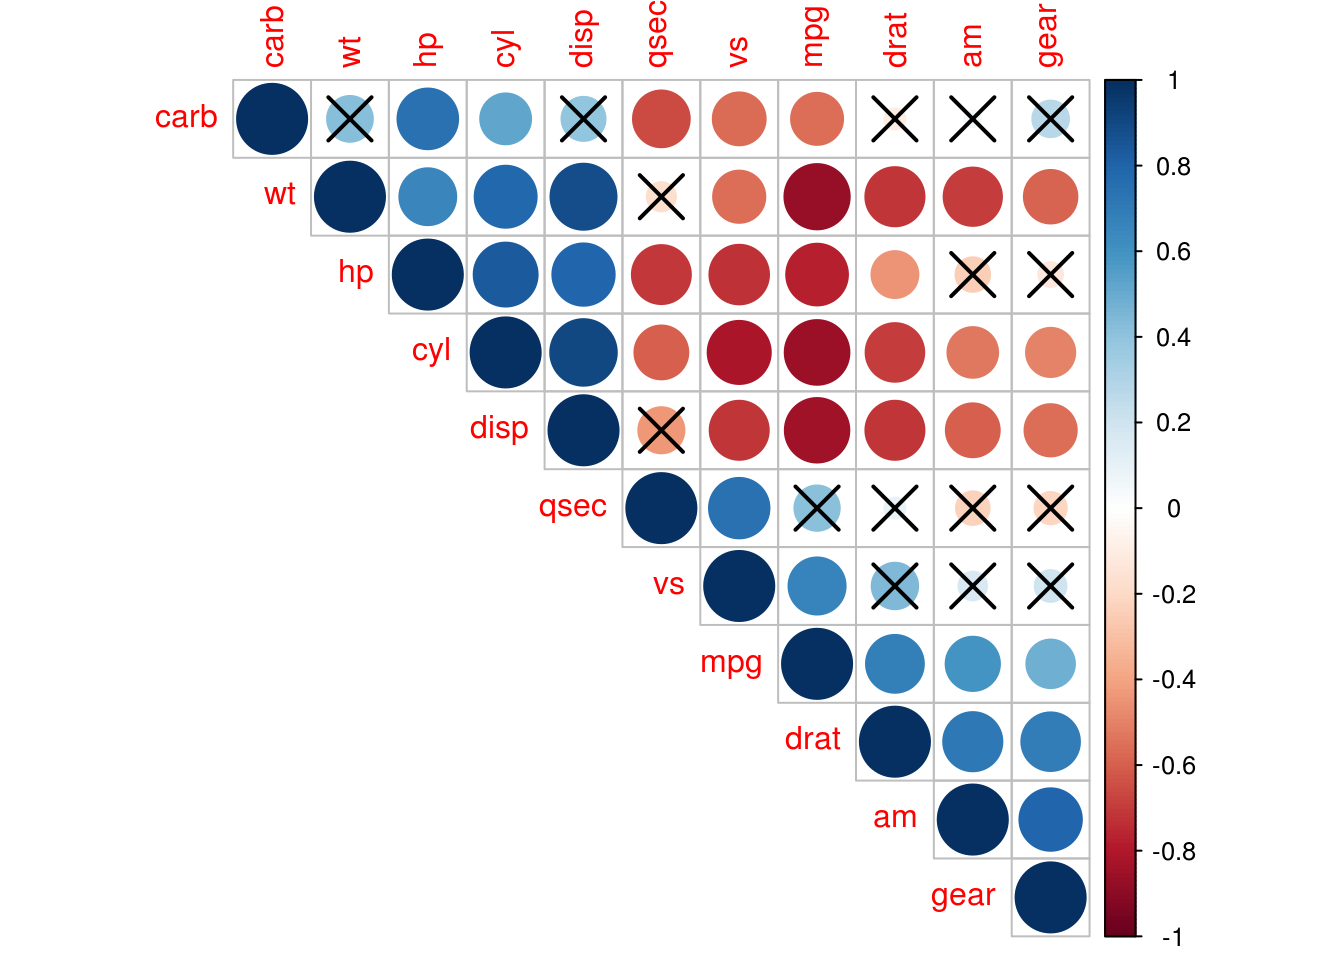 carb wt hp cyl disp qsec vs mpg drat am gear
carb
wt
hp
cyl
disp
qsec
vs
mpg
drat
am
gear
1
0.8
0.6
0.4
0.2
0
-0.2
-0.4
-0.6
-0.8
-1